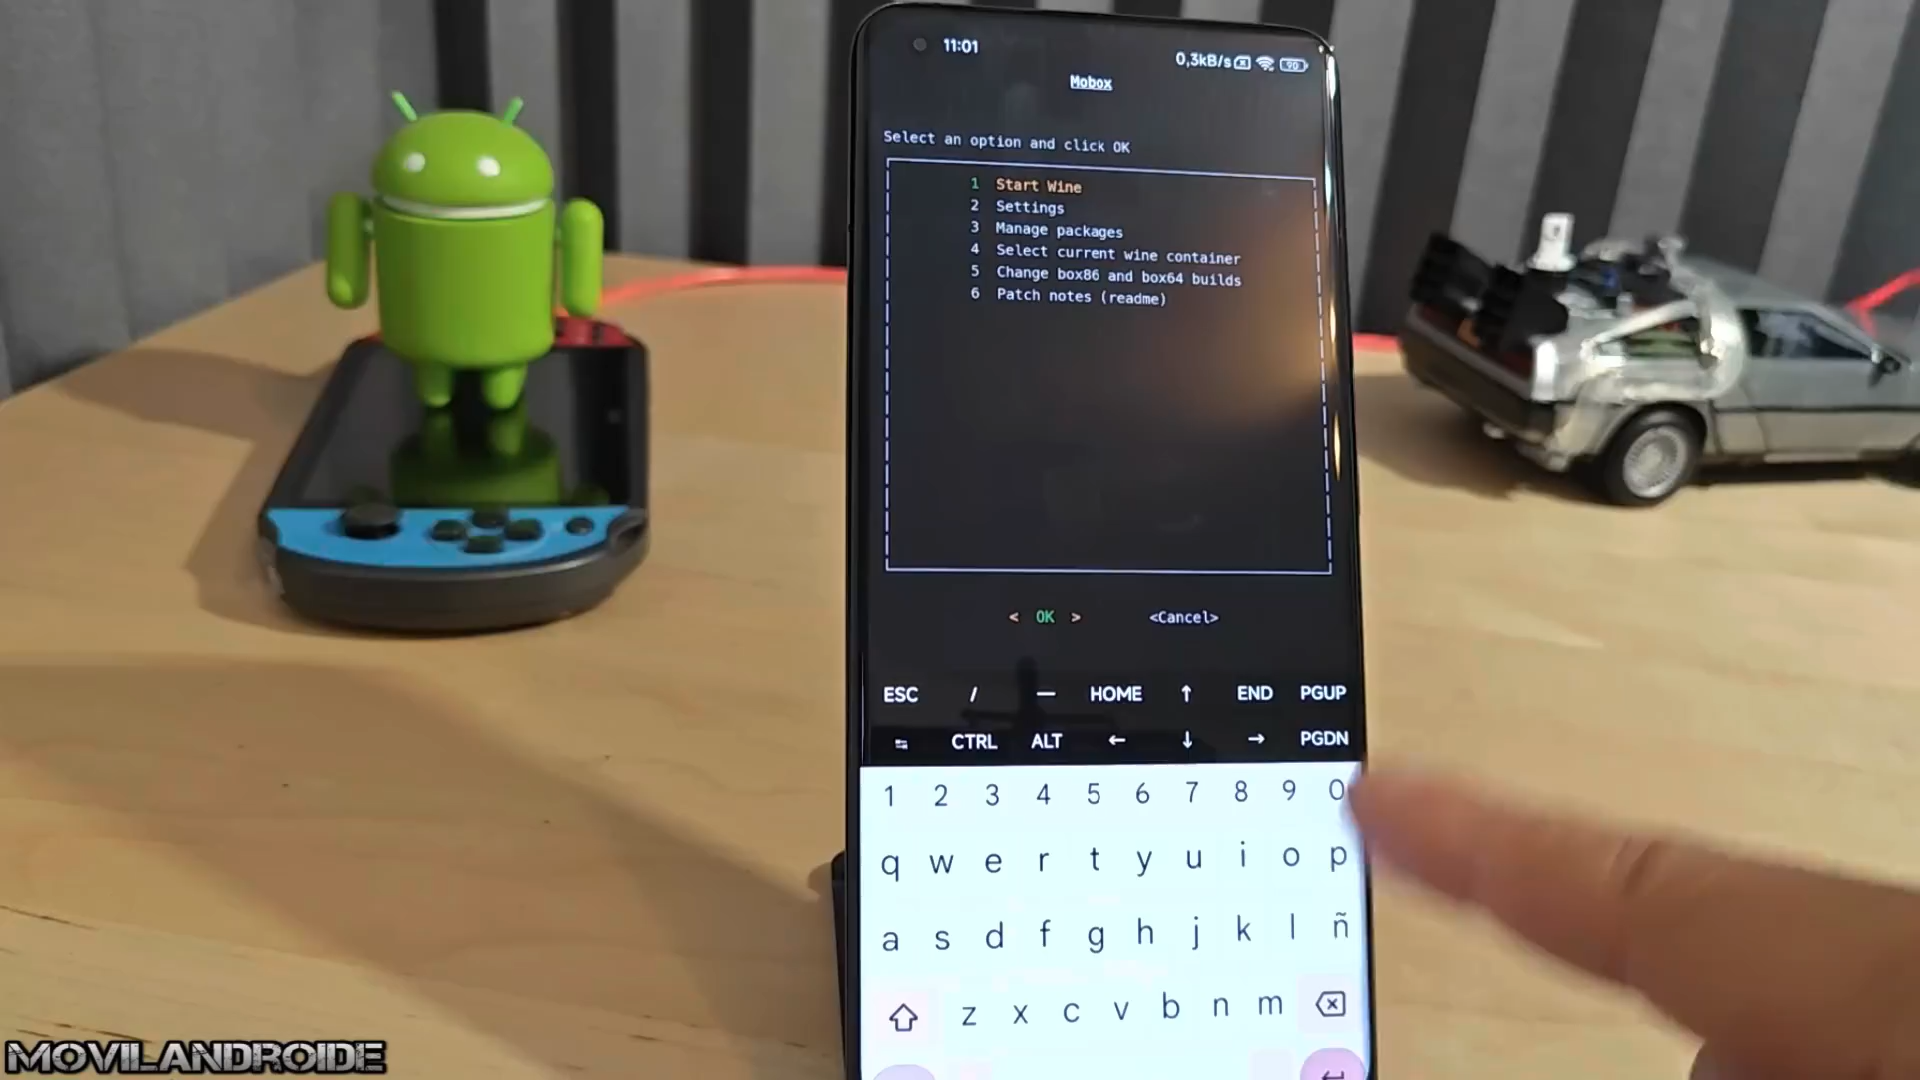 11:01
0,3kB/s 90
Mobox
Select an option and click OK
1 Start Wine
2 Settings
3 Manage packages
4 Select current wine container
5 Change box86 and box64 builds
6 Patch notes (readme)
< OK > <Cancel>
ESC / — HOME ↑ END PGUP
↹ CTRL ALT ← ↓ → PGDN
1 2 3 4 5 6 7 8 9 0
q w e r t y u i o p
a s d f g h j k l ñ
z x c v b n m
MOVILANDROIDE